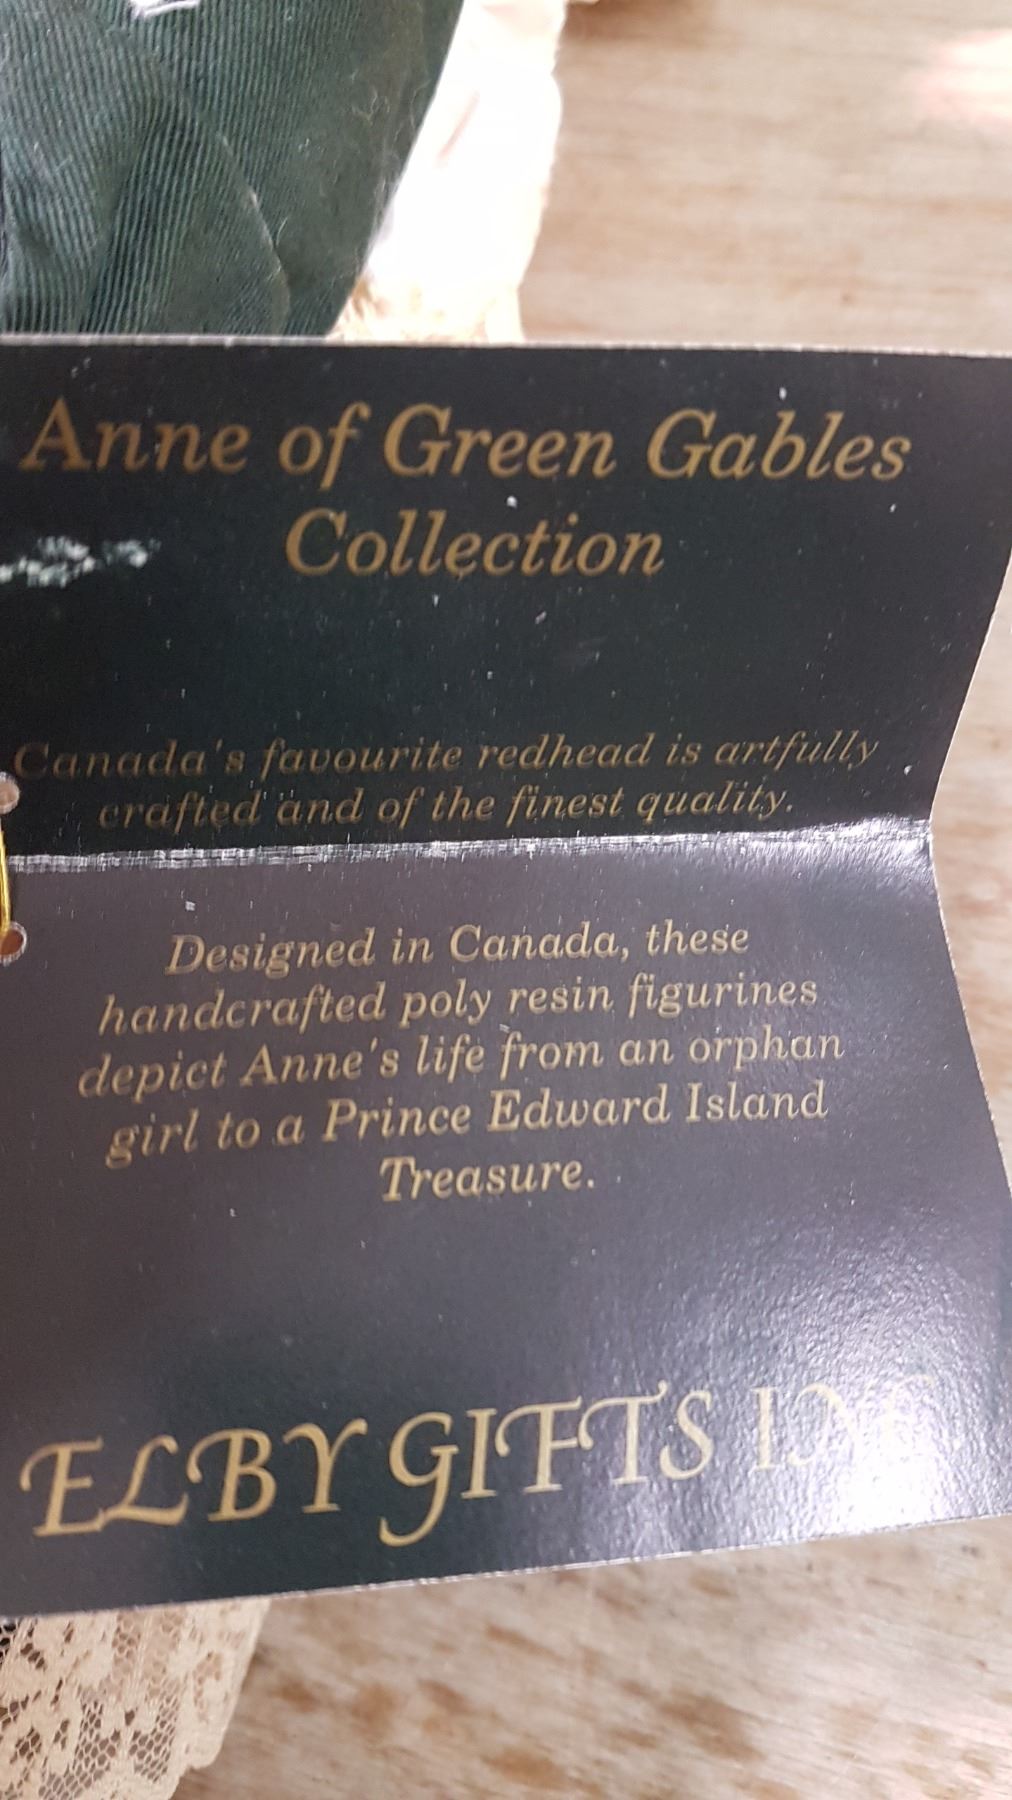 Anne of Green Gables
Collection
Canada's favourite redhead is artfully
crafted and of the finest quality.
Designed in Canada, these
handcrafted poly resin figurines
depict Anne's life from an orphan
girl to a Prince Edward Island
Treasure.
ELBY GIFTS INC